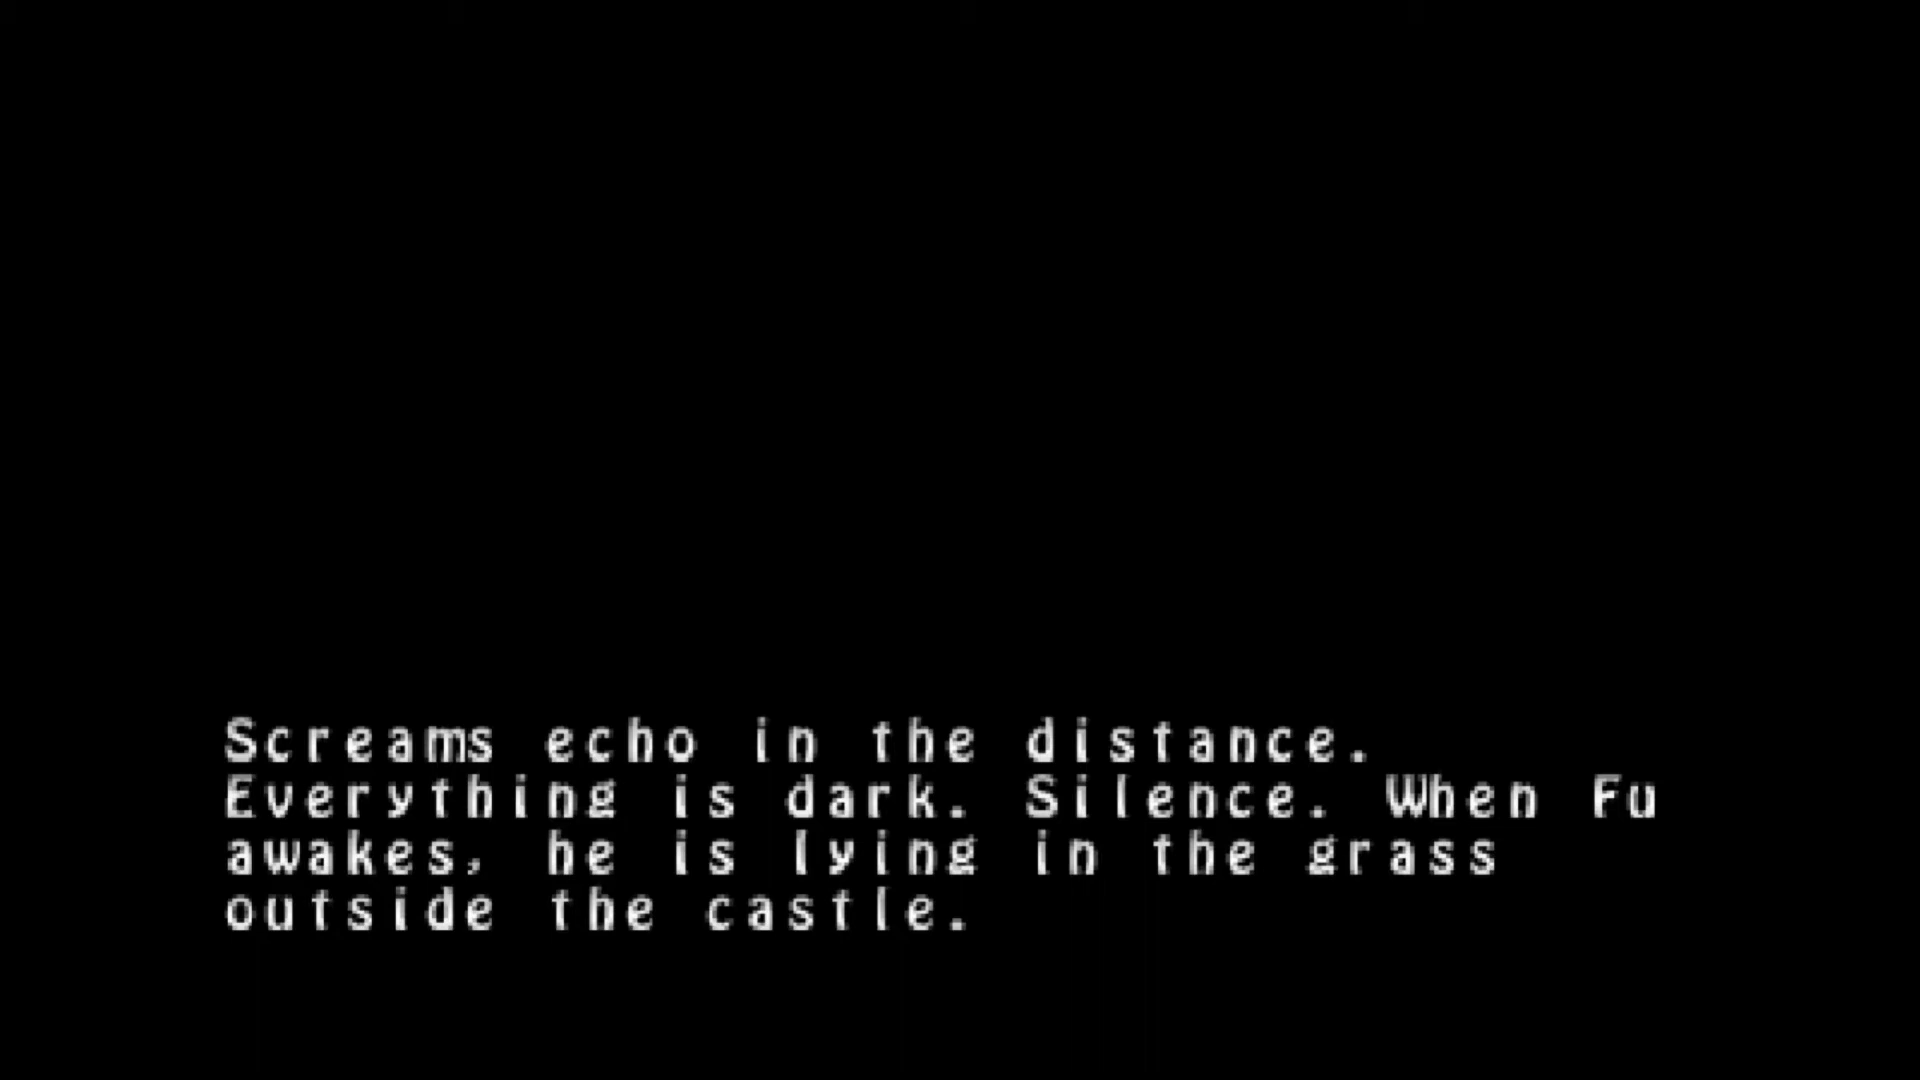 Screams echo in the distance.
Everything is dark. Silence. When Fu
awakes, he is lying in the grass
outside the castle.